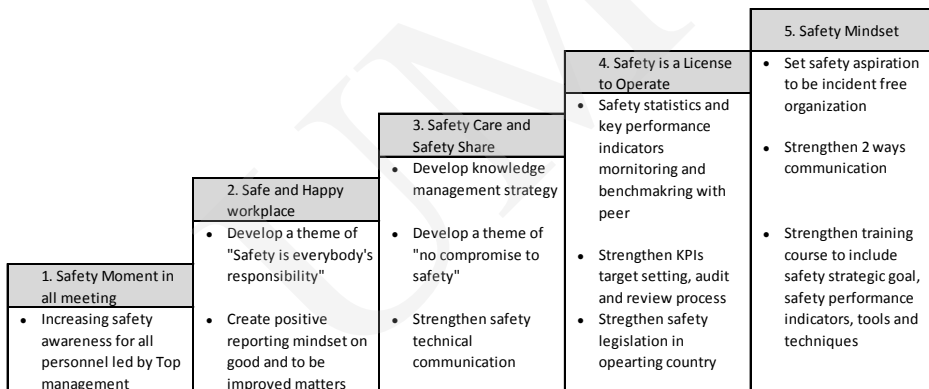 1. Safety Moment in
all meeting
• Increasing safety
awareness for all
personnel led by Top
management
2. Safe and Happy
workplace
• Develop a theme of
"Safety is everybody's
responsibility"
• Create positive
reporting mindset on
good and to be
improved matters
3. Safety Care and
Safety Share
• Develop knowledge
management strategy
• Develop a theme of
"no compromise to
safety"
• Strengthen safety
technical
communication
4. Safety is a License
to Operate
• Safety statistics and
key performance
indicators
mornitoring and
benchmakring with
peer
• Strengthen KPIs
target setting, audit
and review process
• Stregthen safety
legislation in
opearting country
5. Safety Mindset
• Set safety aspiration
to be incident free
organization
• Strengthen 2 ways
communication
• Strengthen training
course to include
safety strategic goal,
safety performance
indicators, tools and
techniques
UM